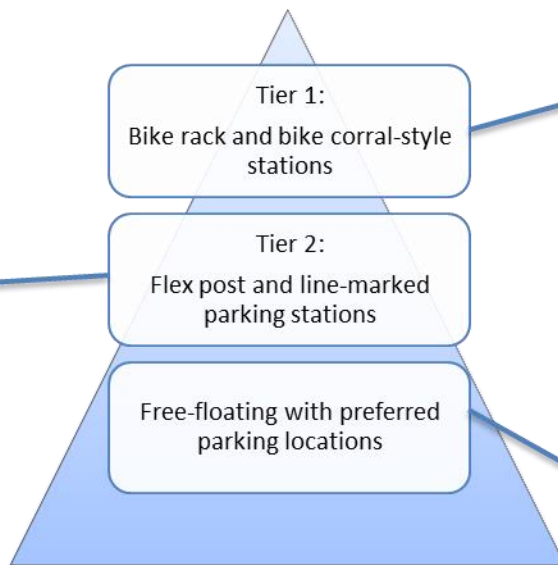 Tier 1:
Bike rack and bike corral-style
stations
Tier 2:
Flex post and line-marked
parking stations
Free-floating with preferred
parking locations